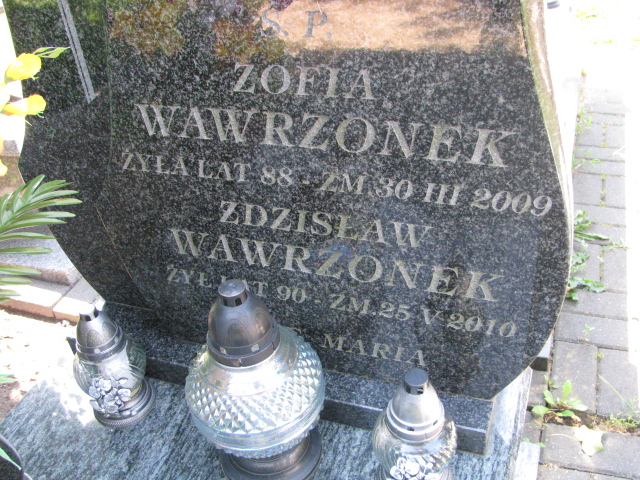 Ś. P.
ZOFIA
WAWRZONEK
ŻYŁA LAT 88 - ZM. 30 III 2009
ZDZISŁAW
WAWRZONEK
ŻYŁ LAT 90 - ZM. 25 V 2010
MARIA